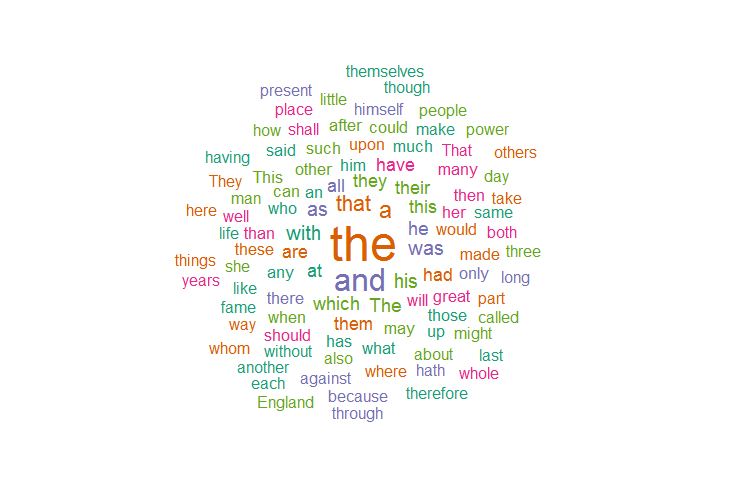 themselves
present little though
place himself people
how shall after could make power
having said such upon much That others
They This other him have many day
man can an all they their then take
here well who as that a this her same
life than with the he would both
things these are was made three
years she any at and his had only long
like there which The will great part
fame way when them may those called
whom should has what up might
another without also about last
each against where hath whole
England because therefore
through